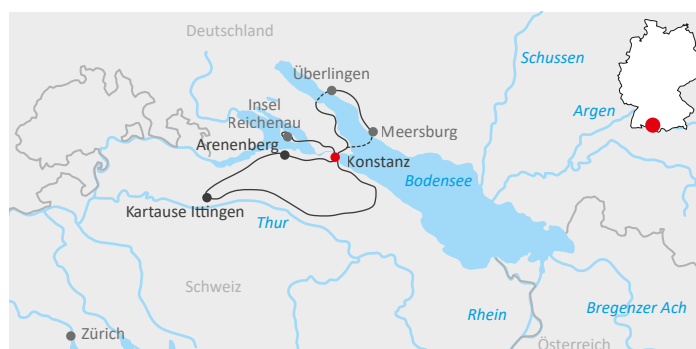 Deutschland
Schussen
Überlingen
Insel
Reichenau
Argen
Meersburg
Arenenberg
Konstanz
Bodensee
Kartause Ittingen
Thur
Schweiz
Rhein
Bregenzer Ach
Zürich
Österreich